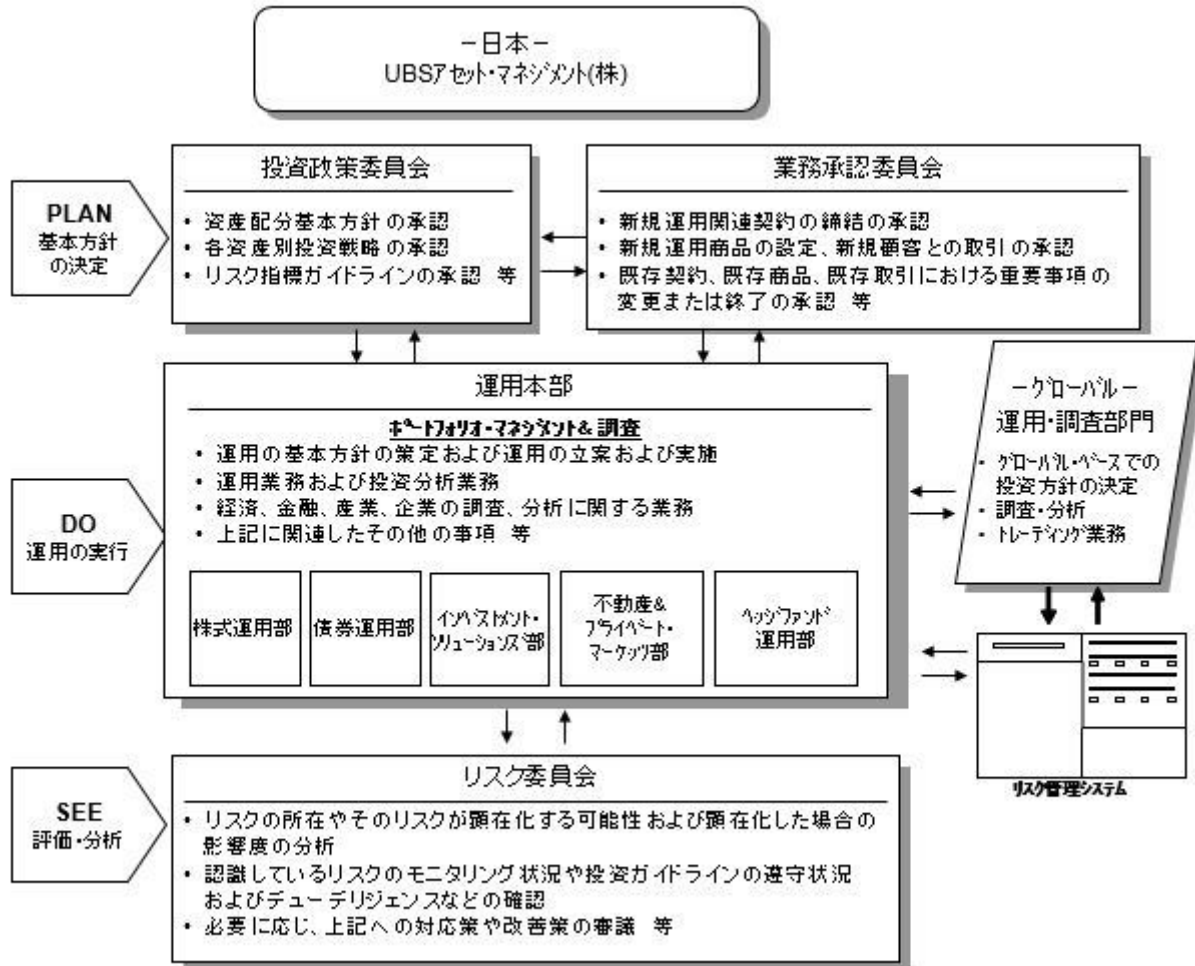 －日本－
UBSｱｾｯﾄ･ﾏﾈｼﾞﾒﾝﾄ(株)
PLAN
基本方針
の決定
投資政策委員会
・ 資産配分基本方針の承認
・ 各資産別投資戦略の承認
・ リスク指標ガイドラインの承認 等
業務承認委員会
・ 新規運用関連契約の締結の承認
・ 新規運用商品の設定、新規顧客との取引の承認
・ 既存契約、既存商品、既存取引における重要事項の
変更または終了の承認 等
DO
運用の実行
運用本部
ﾎﾟｰﾄﾌｫﾘｵ･ﾏﾈｼﾞﾒﾝﾄ& 調査
・ 運用の基本方針の策定および運用の立案および実施
・ 運用業務および投資分析業務
・ 経済、金融、産業、企業の調査、分析に関する業務
・ 上記に関連したその他の事項 等
株式運用部
債券運用部
ｲﾝﾍﾞｽﾄﾒﾝﾄ・
ｿﾘｭｰｼｮﾝｽﾞ部
不動産&
ﾌﾟﾗｲﾍﾞｰﾄ・
ﾏｰｹｯﾂ部
ﾍｯｼﾞﾌｧﾝﾄﾞ
運用部
－ｸﾞﾛｰﾊﾞﾙ－
運用・調査部門
・ ｸﾞﾛｰﾊﾞﾙ・ﾍﾞｰｽでの
投資方針の決定
・ 調査・分析
・ ﾄﾚｰﾃﾞｨﾝｸﾞ業務
リスク管理システム
SEE
評価・分析
リスク委員会
・ リスクの所在やそのリスクが顕在化する可能性および顕在化した場合の
影響度の分析
・ 認識しているリスクのモニタリング状況や投資ガイドラインの遵守状況
およびデューデリジェンスなどの確認
・ 必要に応じ、上記への対応策や改善策の審議 等